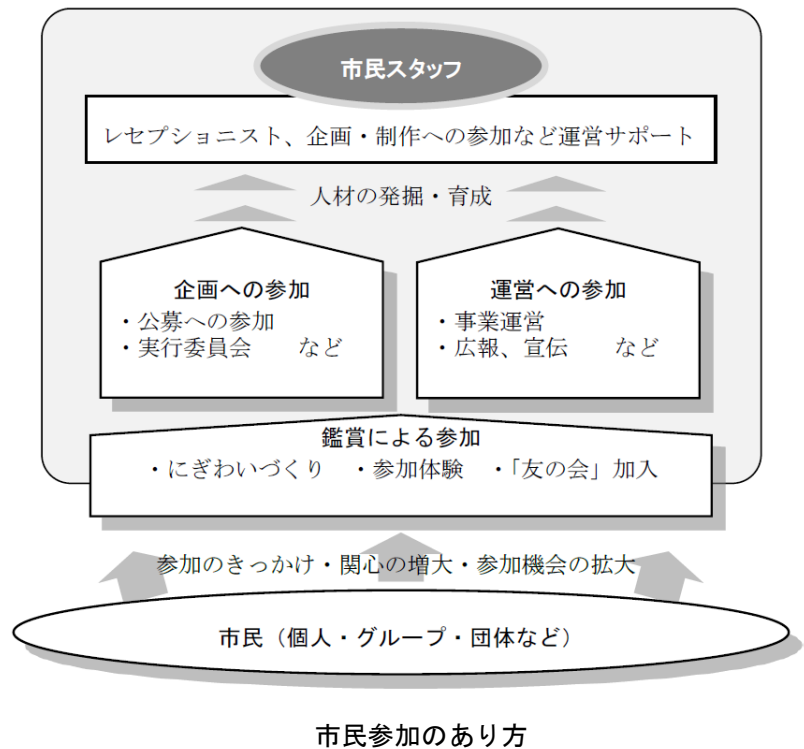 市民スタッフ
レセプショニスト、企画・制作への参加など運営サポート
人材の発掘・育成
企画への参加
・公募への参加
・実行委員会　　など
運営への参加
・事業運営
・広報、宣伝　　など
鑑賞による参加
・にぎわいづくり　・参加体験　・「友の会」加入
参加のきっかけ・関心の増大・参加機会の拡大
市民（個人・グループ・団体など）
市民参加のあり方